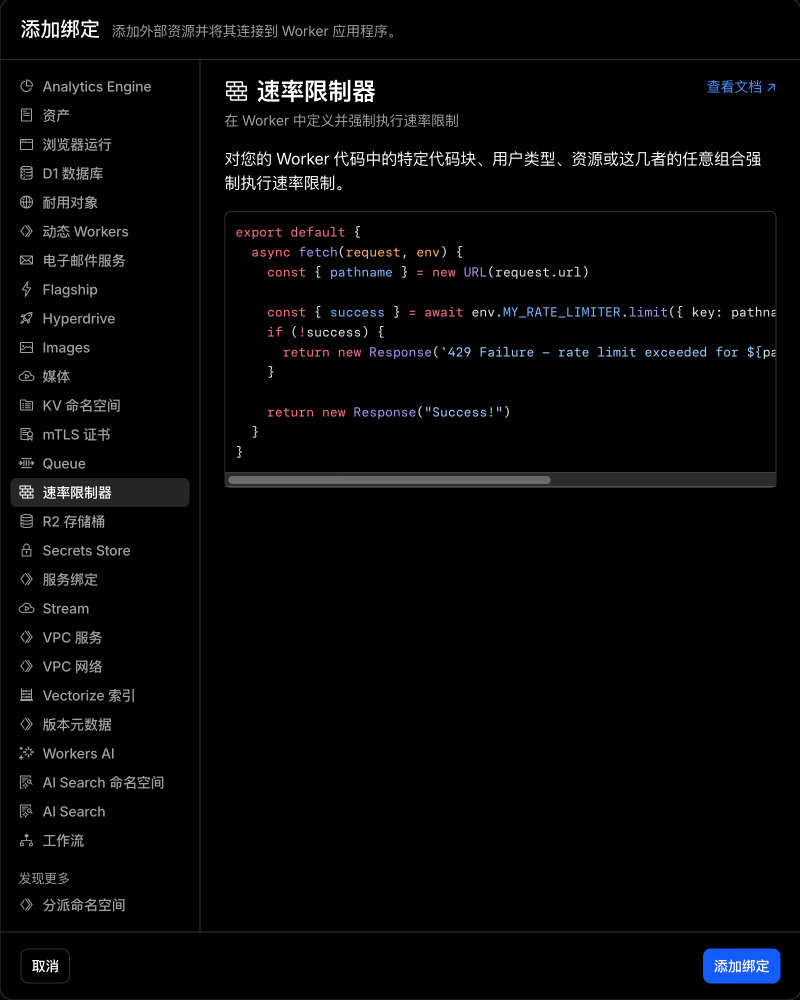 添加绑定 添加外部资源并将其连接到 Worker 应用程序。
Analytics Engine
资产
浏览器运行
D1 数据库
耐用对象
动态 Workers
电子邮件服务
Flagship
Hyperdrive
Images
媒体
KV 命名空间
mTLS 证书
Queue
速率限制器
R2 存储桶
Secrets Store
服务绑定
Stream
VPC 服务
VPC 网络
Vectorize 索引
版本元数据
Workers AI
AI Search 命名空间
AI Search
工作流
发现更多
分派命名空间
速率限制器
查看文档 ↗
在 Worker 中定义并强制执行速率限制
对您的 Worker 代码中的特定代码块、用户类型、资源或这几者的任意组合强
制执行速率限制。
export default {
  async fetch(request, env) {
    const { pathname } = new URL(request.url)

    const { success } = await env.MY_RATE_LIMITER.limit({ key: pathna
    if (!success) {
      return new Response(`429 Failure – rate limit exceeded for ${pa
    }

    return new Response("Success!")
  }
}
取消
添加绑定